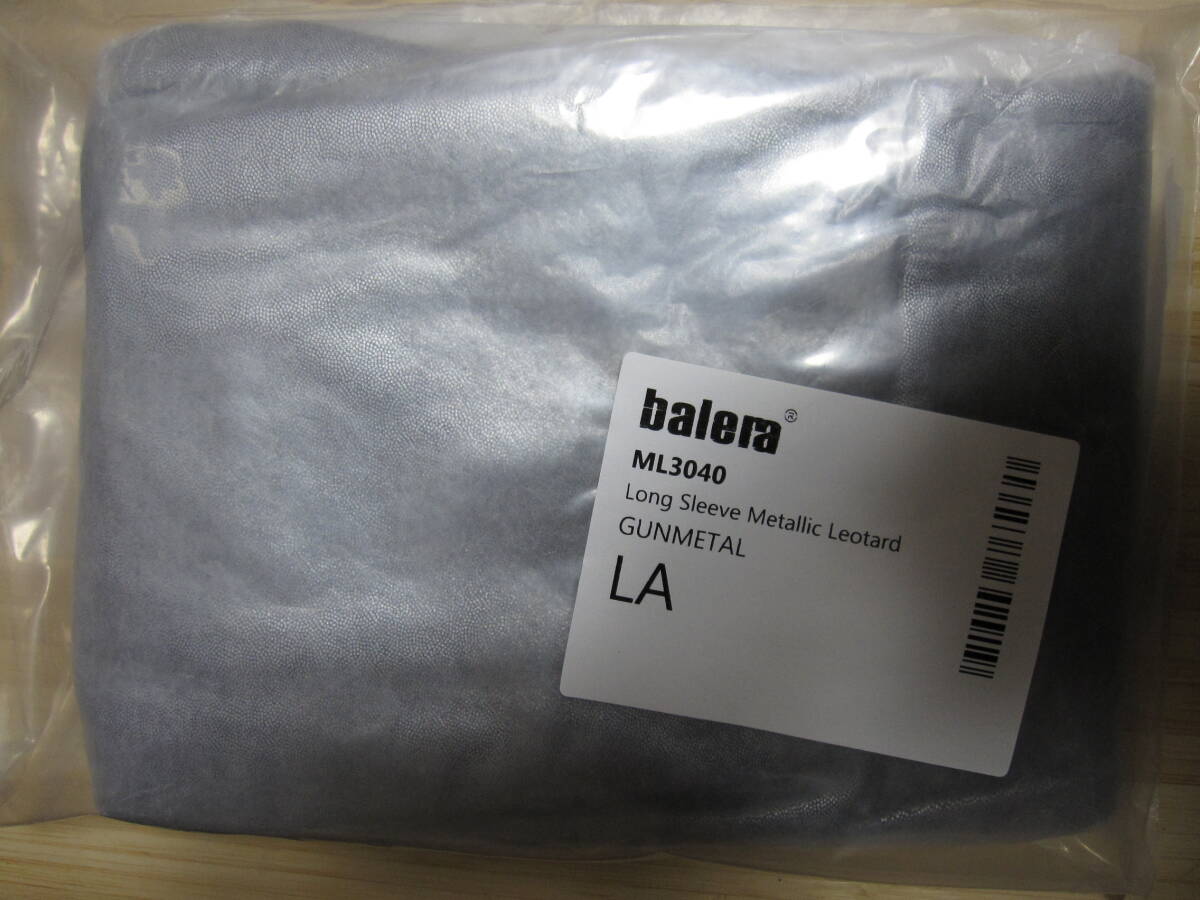 balera®
ML3040
Long Sleeve Metallic Leotard
GUNMETAL
LA